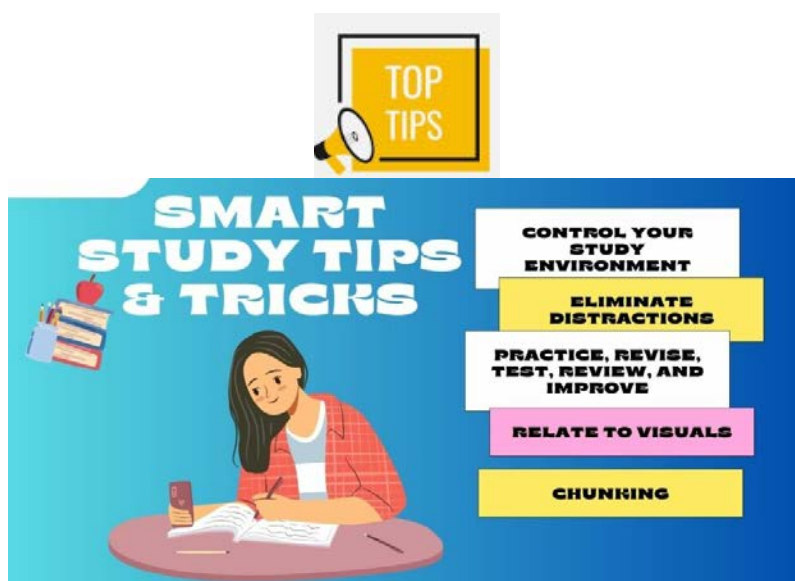 TOP
TIPS
SMART
STUDY TIPS
& TRICKS
CONTROL YOUR
STUDY
ENVIRONMENT
ELIMINATE
DISTRACTIONS
PRACTICE, REVISE,
TEST, REVIEW, AND
IMPROVE
RELATE TO VISUALS
CHUNKING